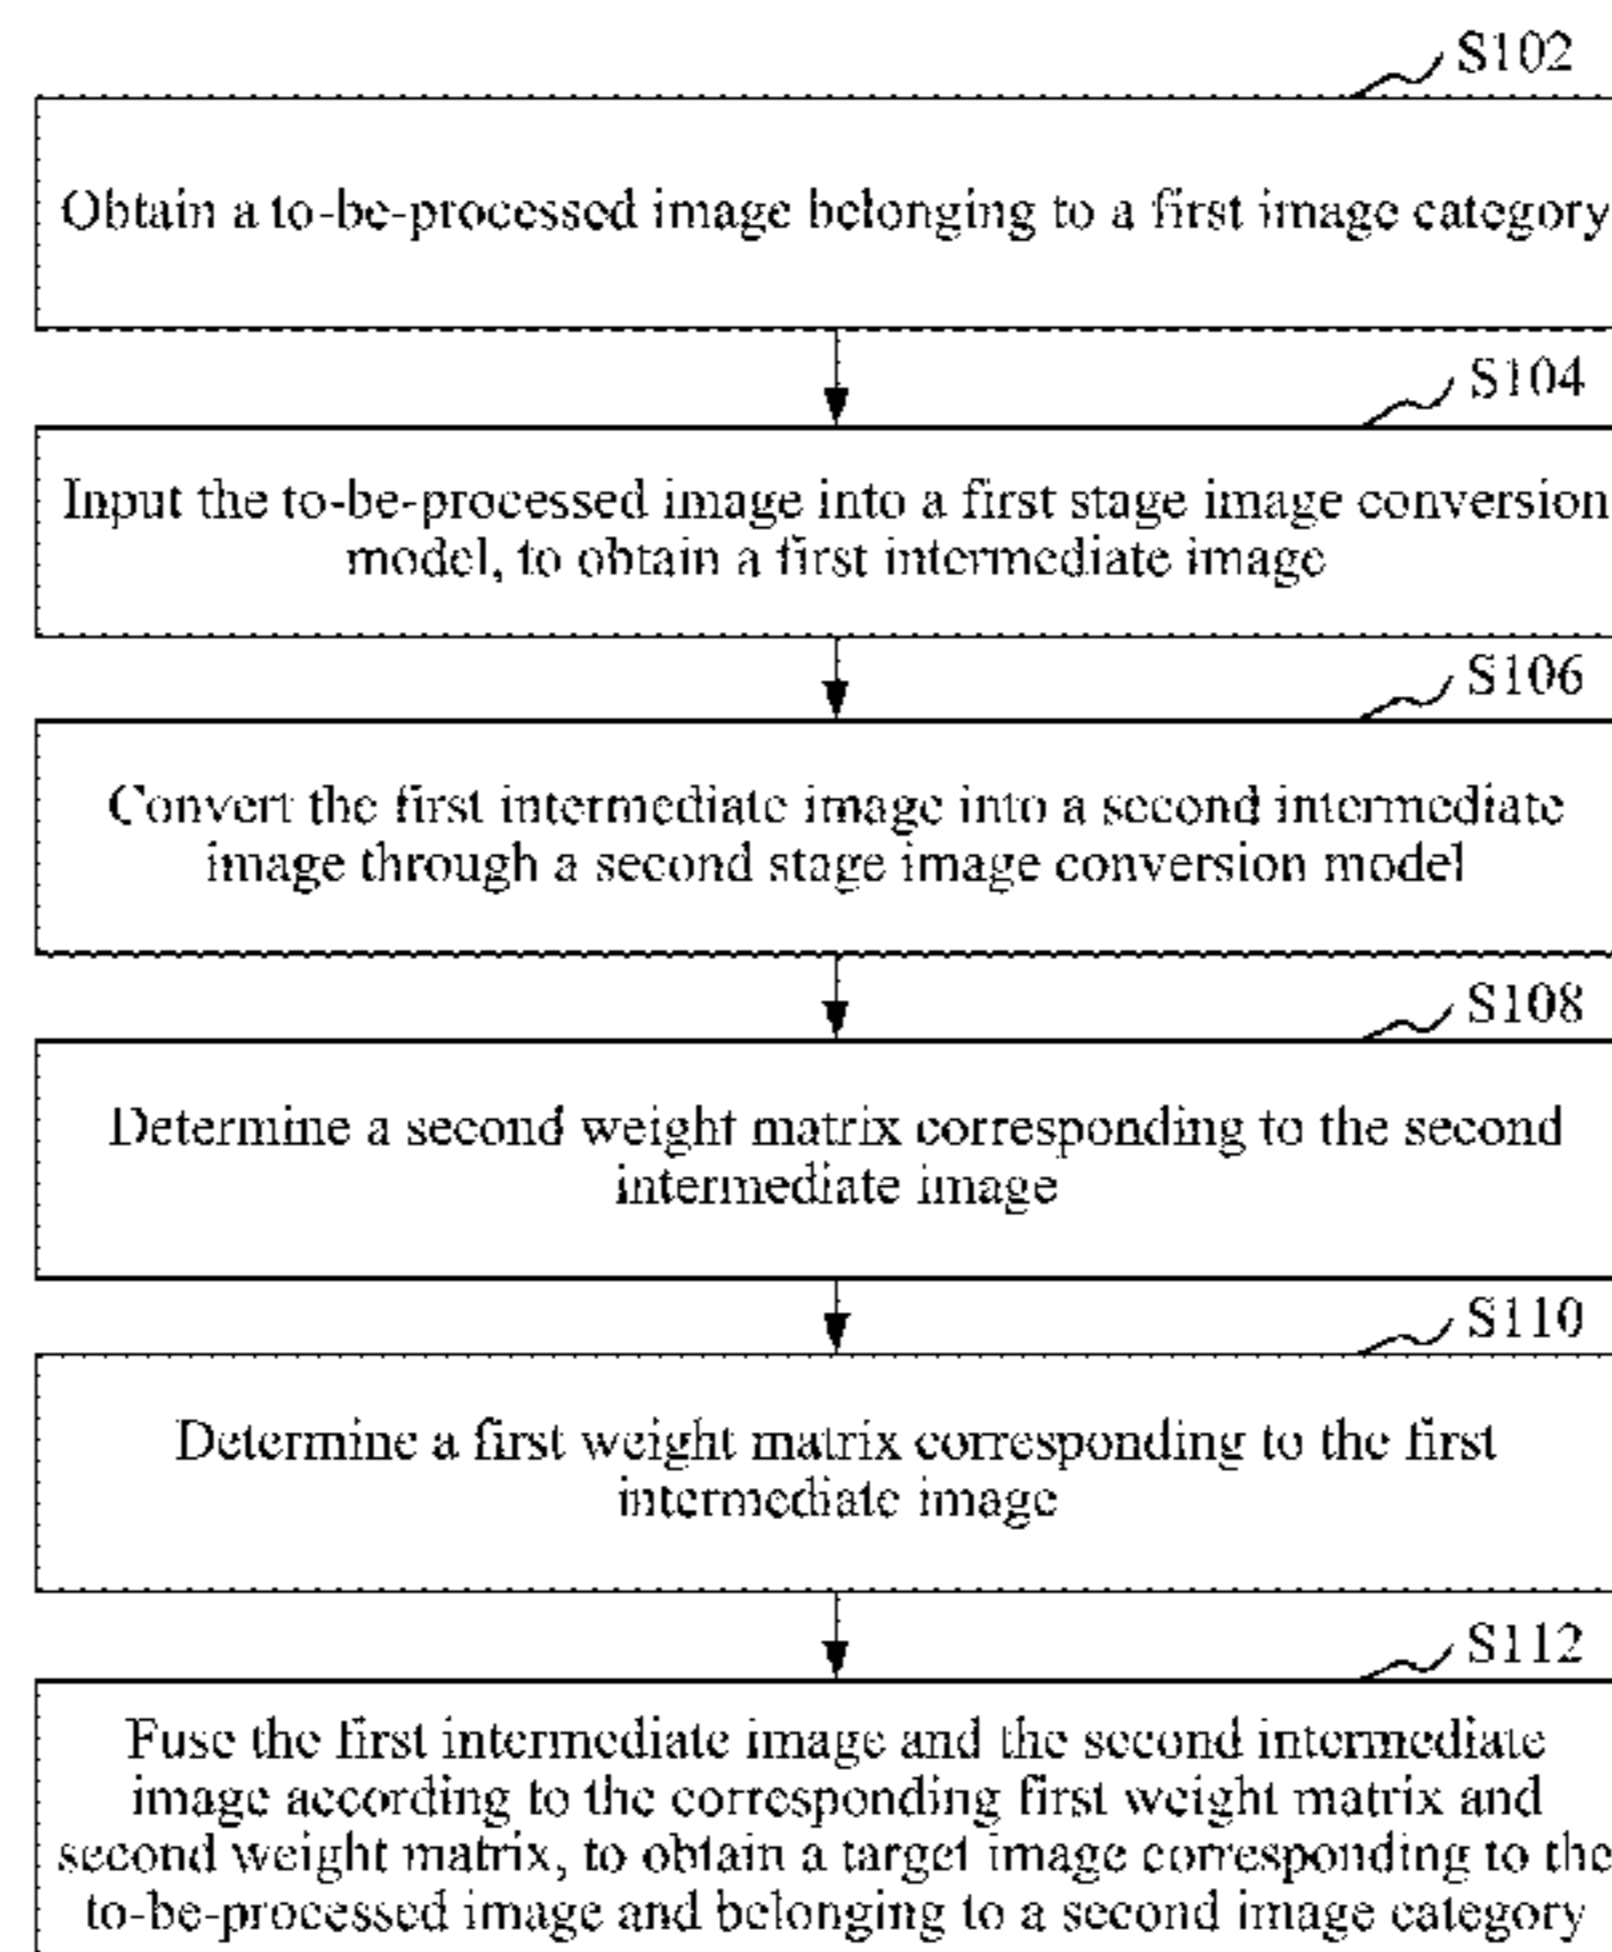 S102
Obtain a to-be-processed image belonging to a first image category
S104
Input the to-be-processed image into a first stage image conversion
model, to obtain a first intermediate image
S106
Convert the first intermediate image into a second intermediate
image through a second stage image conversion model
S108
Determine a second weight matrix corresponding to the second
intermediate image
S110
Determine a first weight matrix corresponding to the first
intermediate image
S112
Fuse the first intermediate image and the second intermediate
image according to the corresponding first weight matrix and
second weight matrix, to obtain a target image corresponding to the
to-be-processed image and belonging to a second image category